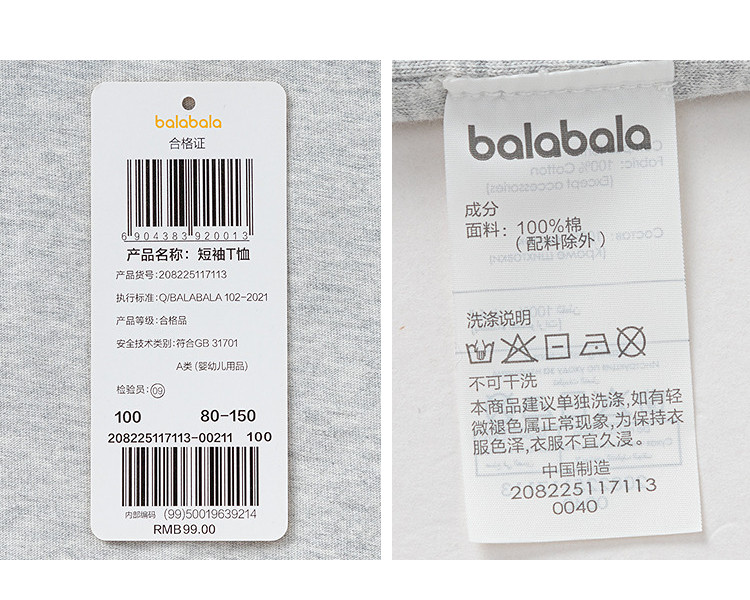 balabala
合格证
6 904383 920013
产品名称：短袖T恤
产品货号：208225117113
执行标准：Q/BALABALA 102-2021
产品等级：合格品
安全技术类别：符合GB 31701
A类 (婴幼儿用品)
检验员：09
100 80-150
208225117113-00211 100
内部编码 (99)50019639214
RMB99.00
balabala
成分
面料：100%棉
（配料除外）
洗涤说明
不可干洗
本商品建议单独洗涤,如有轻
微褪色属正常现象,为保持衣
服色泽,衣服不宜久浸。
中国制造
208225117113
0040